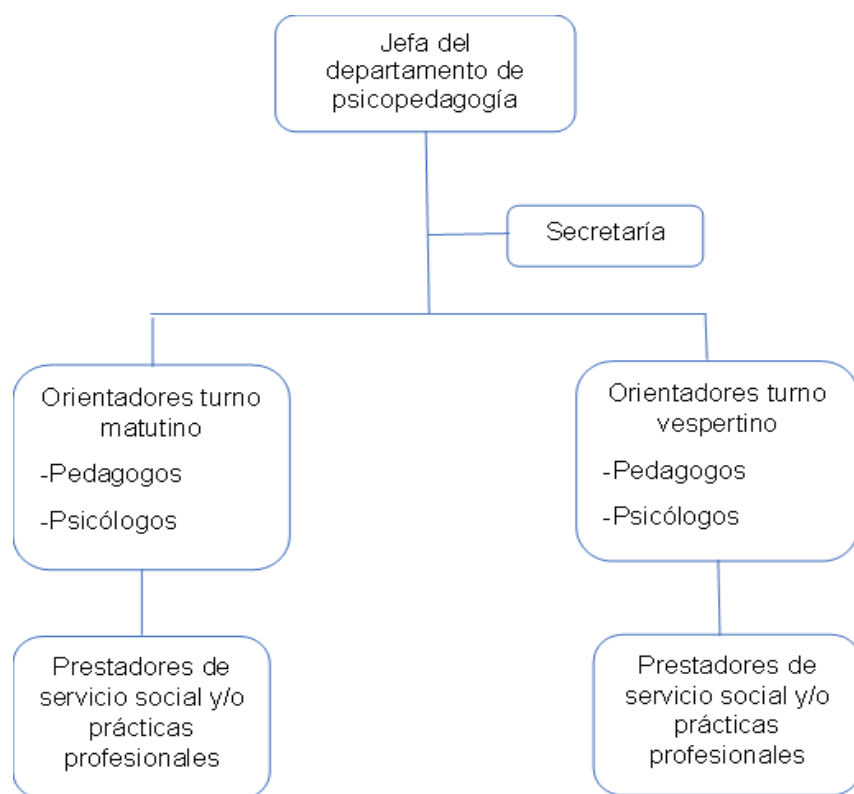 Jefa del
departamento de
psicopedagogía
Secretaría
Orientadores turno
matutino
-Pedagogos
-Psicólogos
Orientadores turno
vespertino
-Pedagogos
-Psicólogos
Prestadores de
servicio social y/o
prácticas
profesionales
Prestadores de
servicio social y/o
prácticas
profesionales